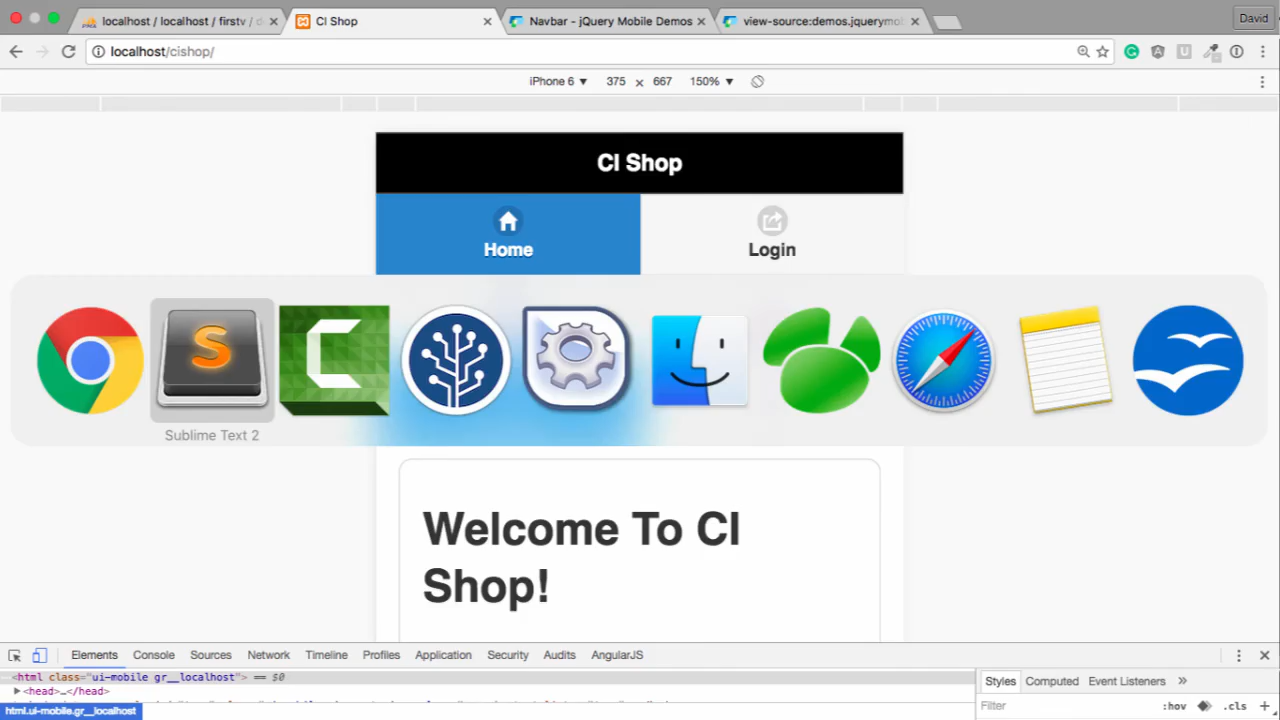 localhost / localhost / firstv / d
CI Shop
Navbar - jQuery Mobile Demos
view-source:demos.jquerymob
David
localhost/cishop/
iPhone 6 ▼ 375 × 667 150% ▼
CI Shop
Home
Login
Sublime Text 2
Welcome To CI
Shop!
Elements Console Sources Network Timeline Profiles Application Security Audits AngularJS
<html class="ui-mobile gr__localhost"> == $0
▶<head>…</head>
html.ui-mobile.gr__localhost
Styles Computed Event Listeners »
Filter :hov .cls +